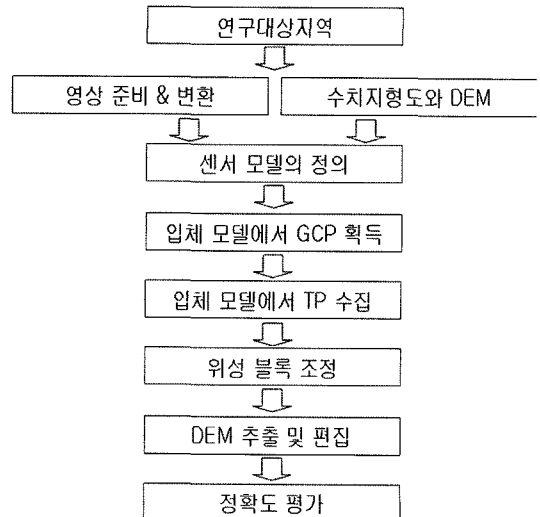 연구대상지역
영상 준비 & 변환
수치지형도와 DEM
센서 모델의 정의
입체 모델에서 GCP 획득
입체 모델에서 TP 수집
위성 블록 조정
DEM 추출 및 편집
정확도 평가